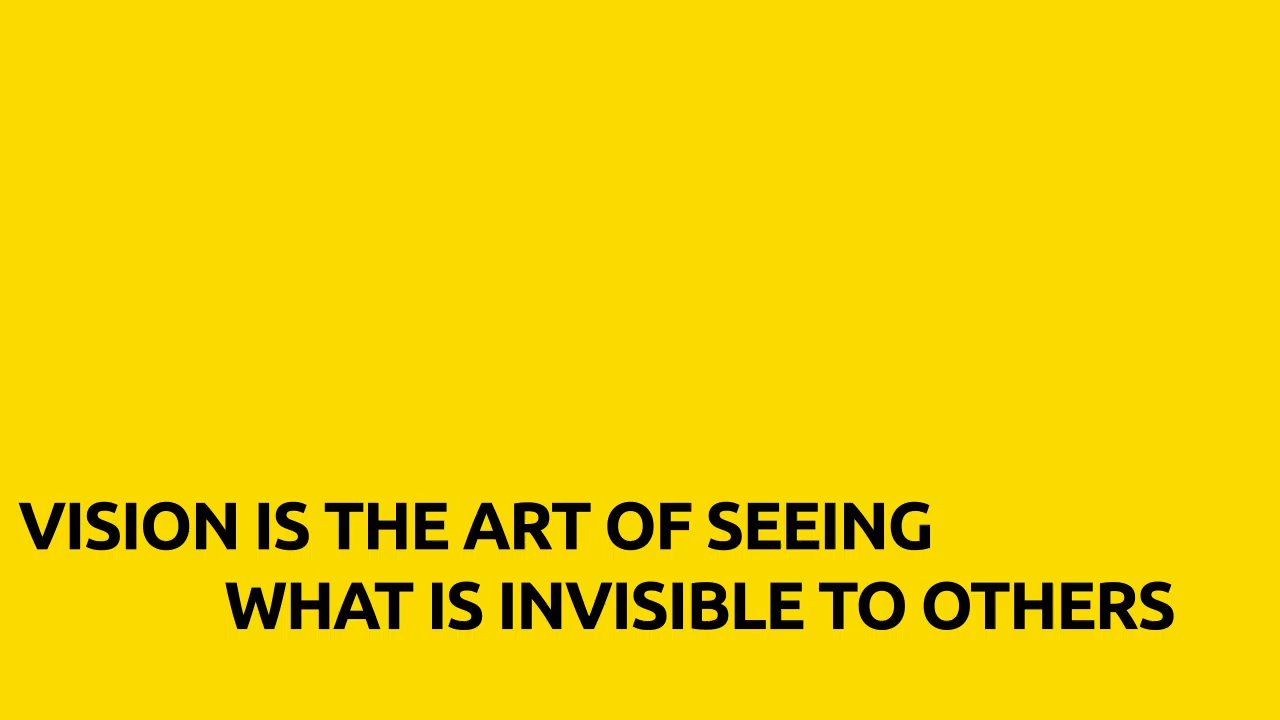 VISION IS THE ART OF SEEING
WHAT IS INVISIBLE TO OTHERS